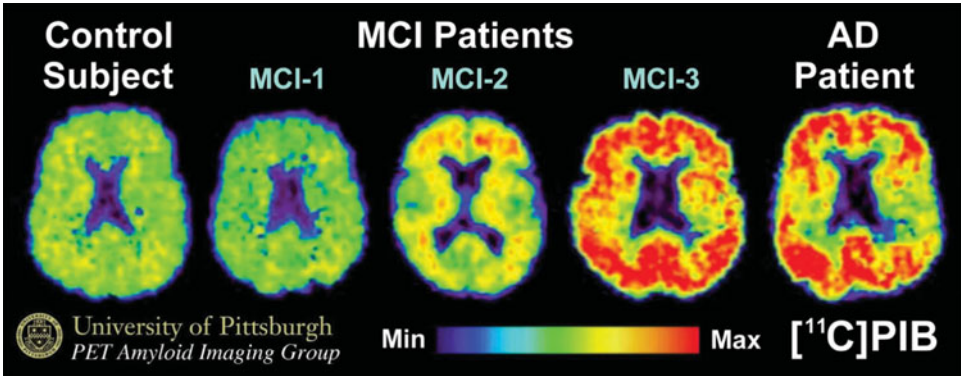 Control
Subject
MCI Patients
MCI-1
MCI-2
MCI-3
AD
Patient
University of Pittsburgh
PET Amyloid Imaging Group
Min
Max
[¹¹C]PIB